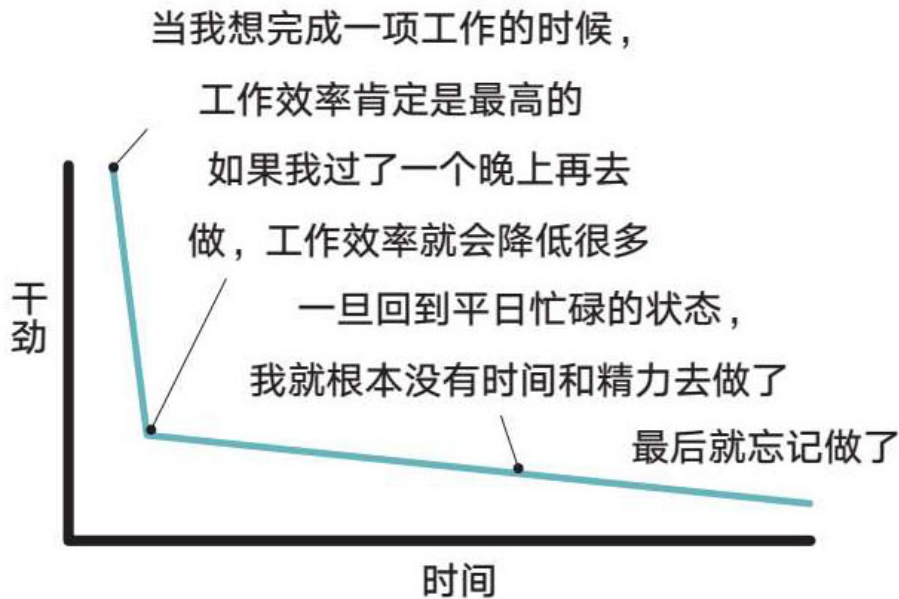 当我想完成一项工作的时候，
工作效率肯定是最高的
如果我过了一个晚上再去
做，工作效率就会降低很多
一旦回到平日忙碌的状态，
我就根本没有时间和精力去做了
最后就忘记做了
干劲
时间